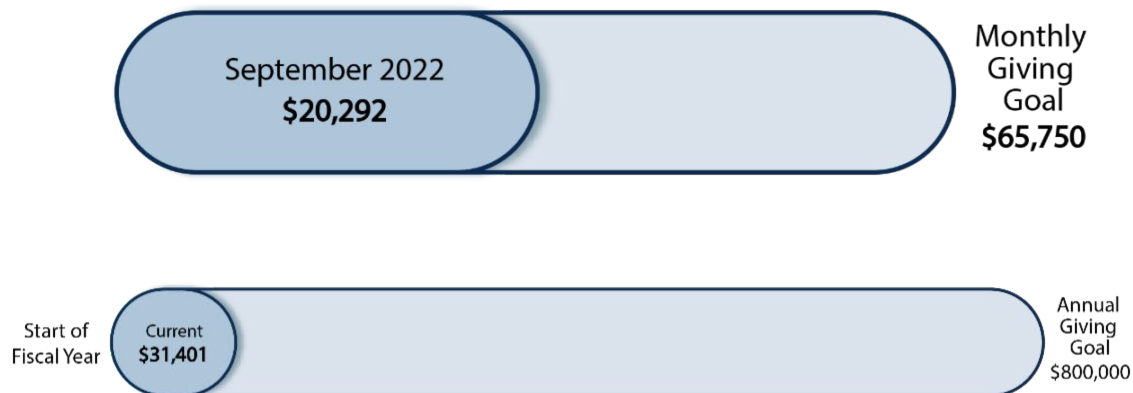 September 2022
$20,292
Monthly
Giving
Goal
$65,750
Start of
Fiscal Year
Current
$31,401
Annual
Giving
Goal
$800,000